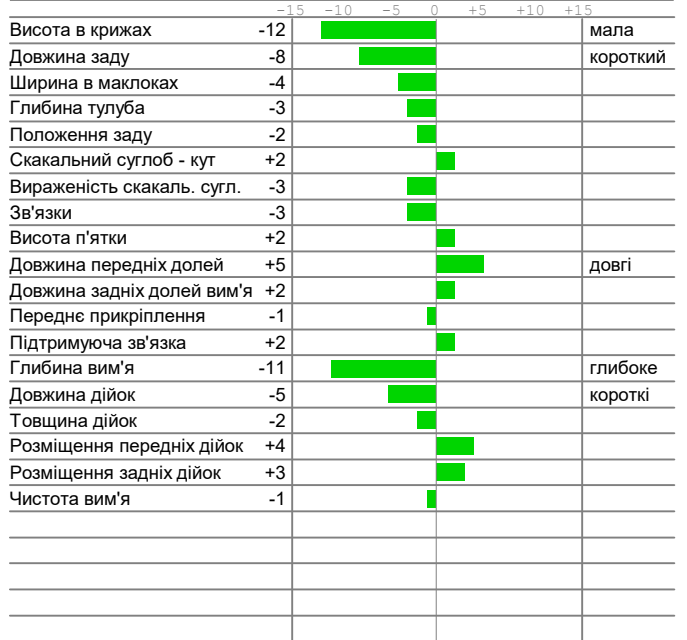 -15 -10 -5 0 +5 +10 +15
Висота в крижах -12 мала
Довжина заду -8 короткий
Ширина в маклоках -4
Глибина тулуба -3
Положення заду -2
Скакальний суглоб - кут +2
Вираженість скакаль. сугл. -3
Зв'язки -3
Висота п'ятки +2
Довжина передніх долей +5 довгі
Довжина задніх долей вим'я +2
Переднє прикріплення -1
Підтримуюча зв'язка +2
Глибина вим'я -11 глибоке
Довжина дійок -5 короткі
Товщина дійок -2
Розміщення передніх дійок +4
Розміщення задніх дійок +3
Чистота вим'я -1